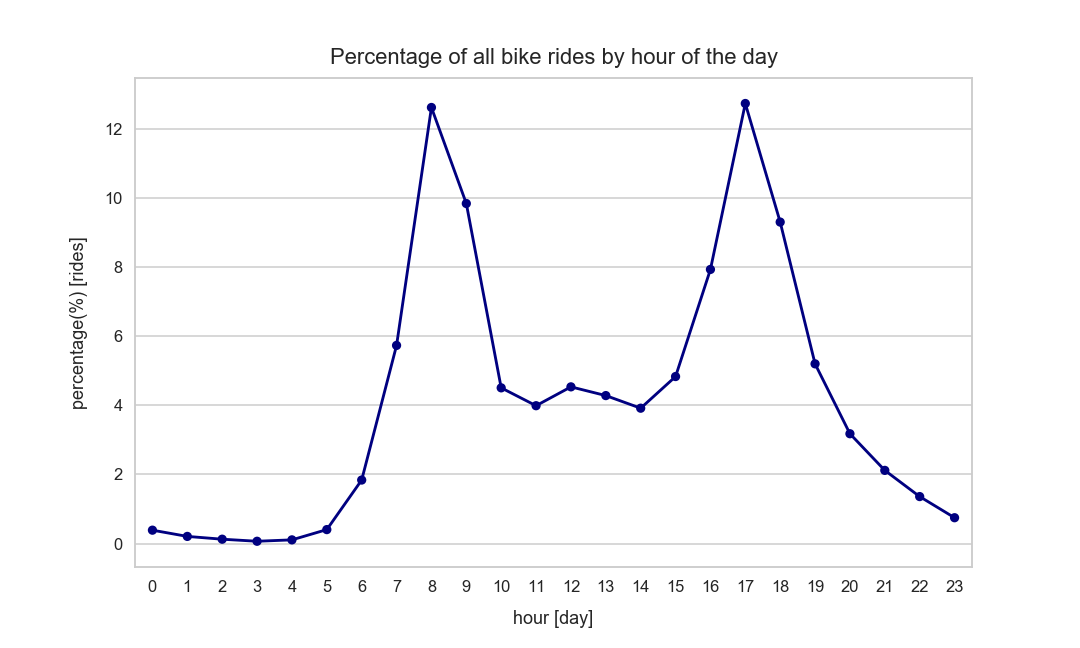 Percentage of all bike rides by hour of the day
percentage(%) [rides]
12
10
8
6
4
2
0
0 1 2 3 4 5 6 7 8 9 10 11 12 13 14 15 16 17 18 19 20 21 22 23
hour [day]